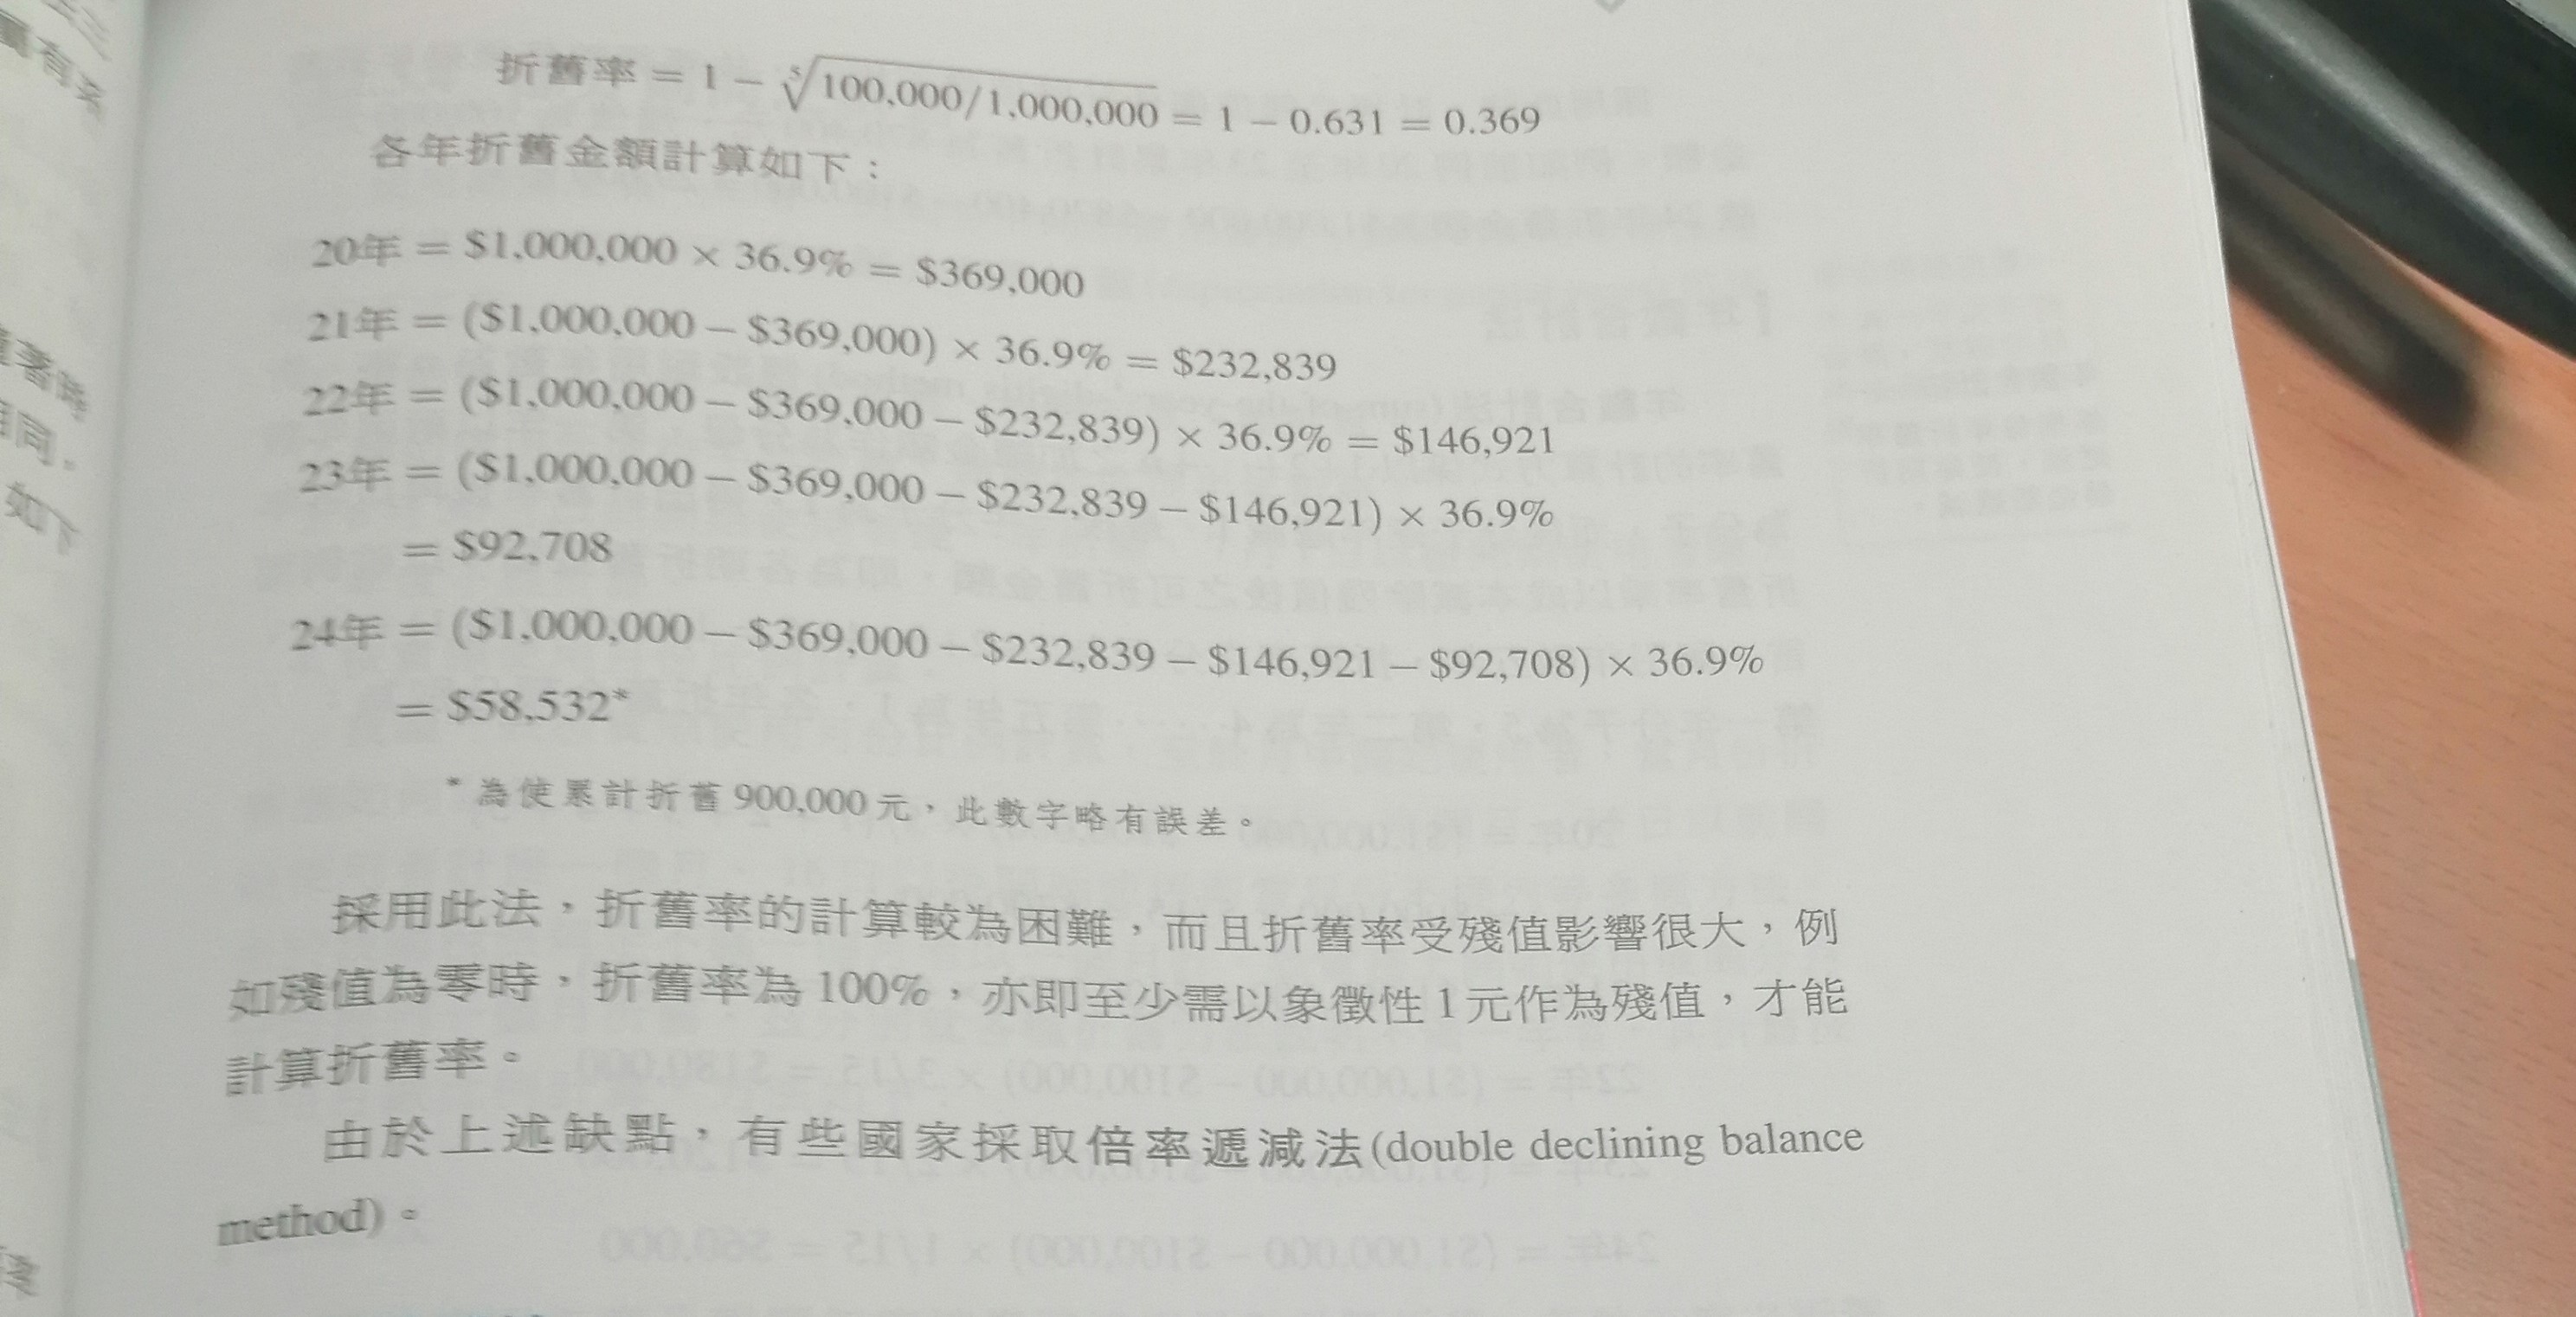 折舊率 = 1 − ⁵√100,000/1,000,000 = 1 − 0.631 = 0.369
各年折舊金額計算如下：
20年 = $1,000,000 × 36.9% = $369,000
21年 = ($1,000,000 − $369,000) × 36.9% = $232,839
22年 = ($1,000,000 − $369,000 − $232,839) × 36.9% = $146,921
23年 = ($1,000,000 − $369,000 − $232,839 − $146,921) × 36.9%
= $92,708
24年 = ($1,000,000 − $369,000 − $232,839 − $146,921 − $92,708) × 36.9%
= $58,532*
* 為使累計折舊 900,000 元，此數字略有誤差。
採用此法，折舊率的計算較為困難，而且折舊率受殘值影響很大，例
如殘值為零時，折舊率為 100%，亦即至少需以象徵性 1 元作為殘值，才能
計算折舊率。
由於上述缺點，有些國家採取倍率遞減法(double declining balance
method)。